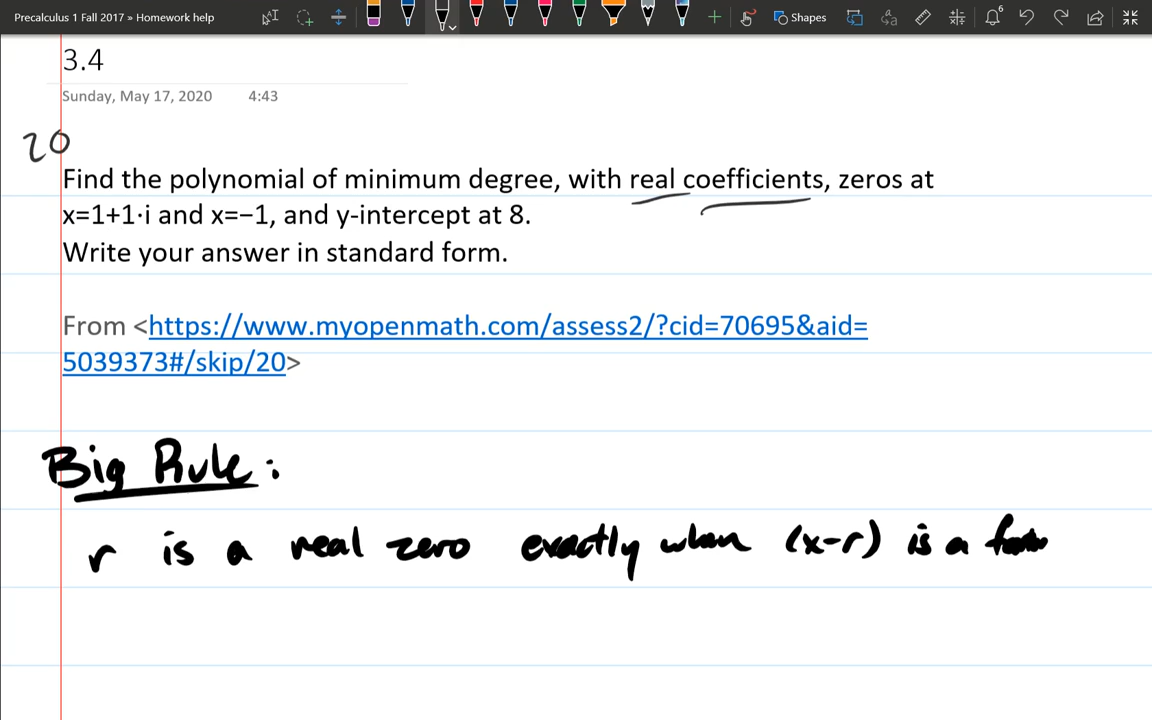 Precalculus 1 Fall 2017 » Homework help
Shapes
6
3.4
Sunday, May 17, 2020 4:43
20
Find the polynomial of minimum degree, with real coefficients, zeros at
x=1+1·i and x=−1, and y-intercept at 8.
Write your answer in standard form.
From <https://www.myopenmath.com/assess2/?cid=70695&aid=
5039373#/skip/20>
Big Rule:
r is a real zero exactly when (x-r) is a